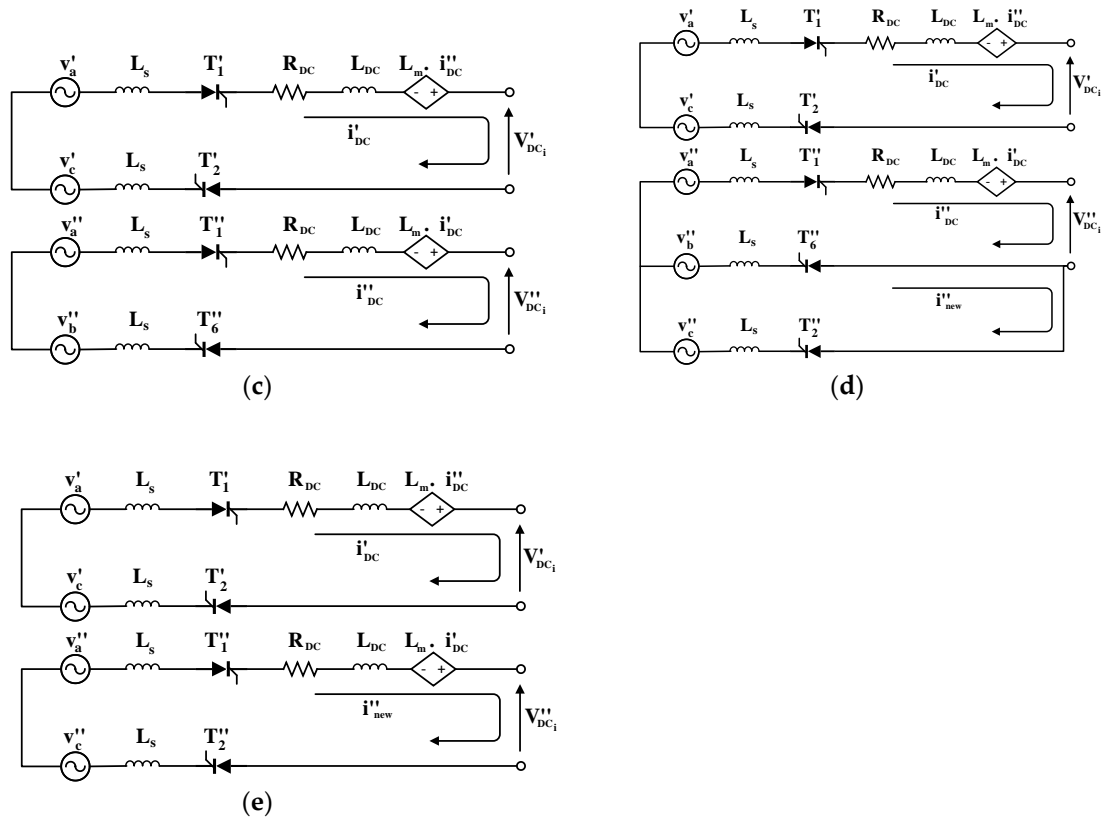 v'a Ls T'1 RDC LDC Lm· i''DC
- +
i'DC
V'DCi
v'c Ls T'2
v''a Ls T''1 RDC LDC Lm· i'DC
- +
i''DC
V''DCi
v''b Ls T''6
(c)
v'a Ls T'1 RDC LDC Lm· i''DC
- +
i'DC
V'DCi
v'c Ls T'2
v''a Ls T''1 RDC LDC Lm· i'DC
- +
i''DC
V''DCi
v''b Ls T''6
i''new
v''c Ls T''2
(d)
v'a Ls T'1 RDC LDC Lm· i''DC
- +
i'DC
V'DCi
v'c Ls T'2
v''a Ls T''1 RDC LDC Lm· i'DC
- +
i''new
V''DCi
v''c Ls T''2
(e)